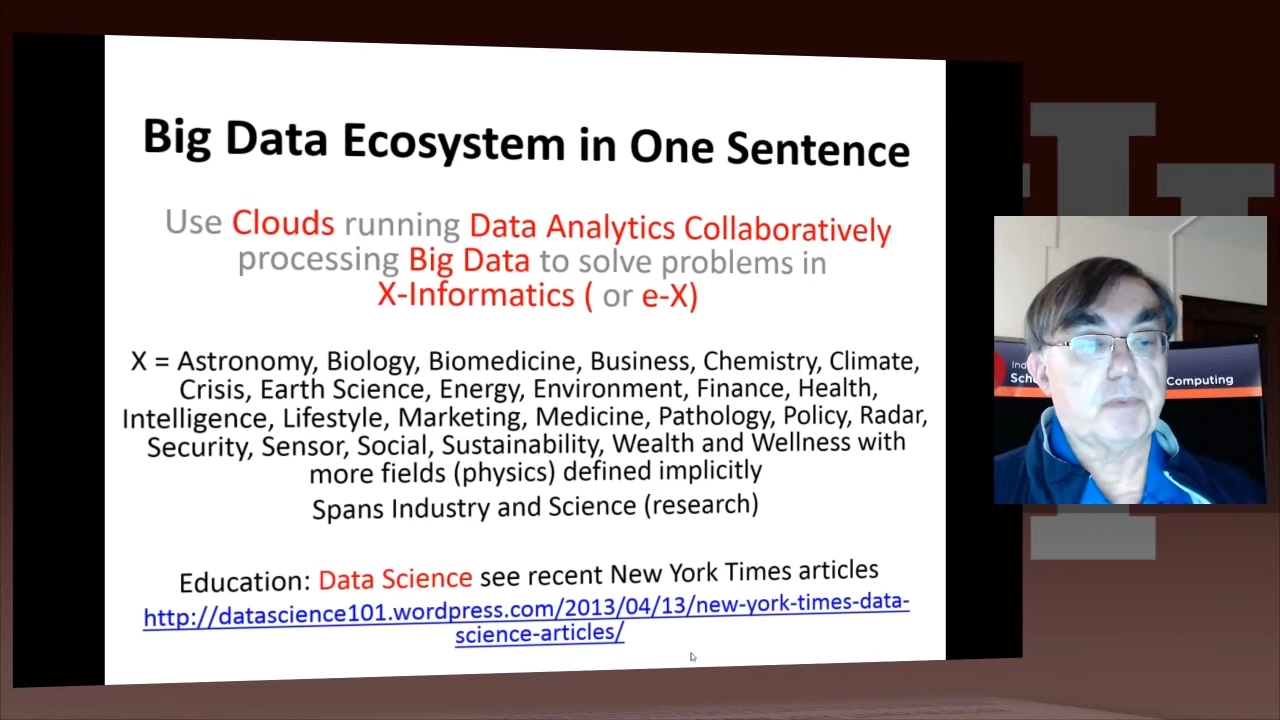 Big Data Ecosystem in One Sentence
Use Clouds running Data Analytics Collaboratively
processing Big Data to solve problems in
X-Informatics ( or e-X)
X = Astronomy, Biology, Biomedicine, Business, Chemistry, Climate,
Crisis, Earth Science, Energy, Environment, Finance, Health,
Intelligence, Lifestyle, Marketing, Medicine, Pathology, Policy, Radar,
Security, Sensor, Social, Sustainability, Wealth and Wellness with
more fields (physics) defined implicitly
Spans Industry and Science (research)
Education: Data Science see recent New York Times articles
http://datascience101.wordpress.com/2013/04/13/new-york-times-data-
science-articles/
Computing